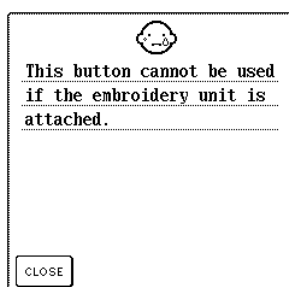 This button cannot be used
if the embroidery unit is
attached.
CLOSE